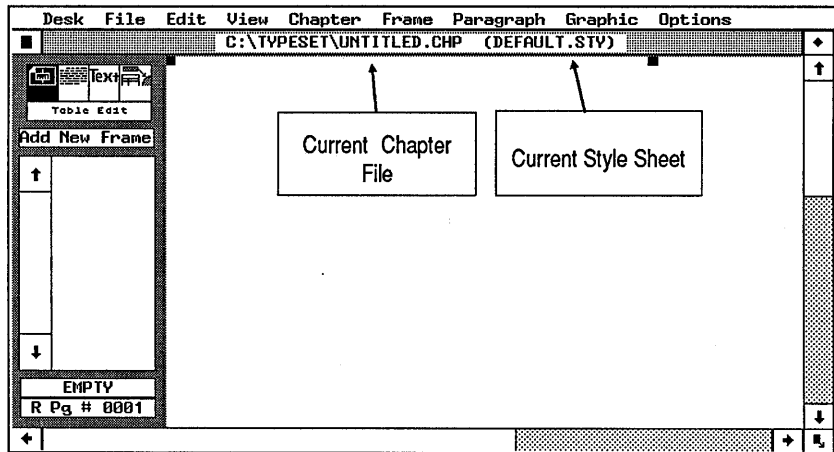 Desk File Edit View Chapter Frame Paragraph Graphic Options
C:\TYPESET\UNTITLED.CHP (DEFAULT.STY)
Text
Table Edit
Add New Frame
Current Chapter
File
Current Style Sheet
EMPTY
R Pg # 0001